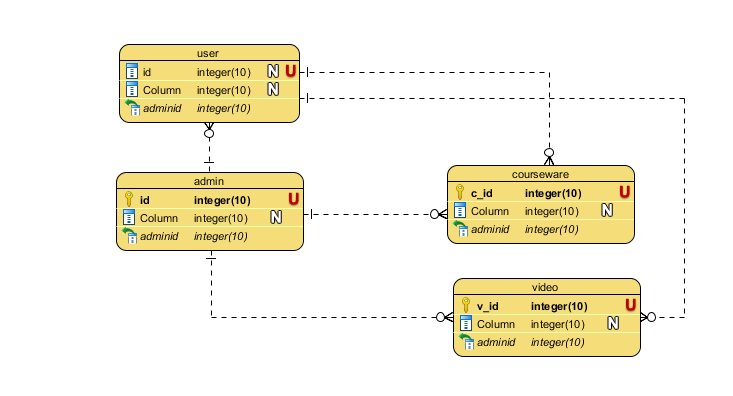 user
id integer(10) N U
Column integer(10) N
adminid integer(10)
admin
id integer(10) U
Column integer(10) N
adminid integer(10)
courseware
c_id integer(10) U
Column integer(10) N
adminid integer(10)
video
v_id integer(10) U
Column integer(10) N
adminid integer(10)